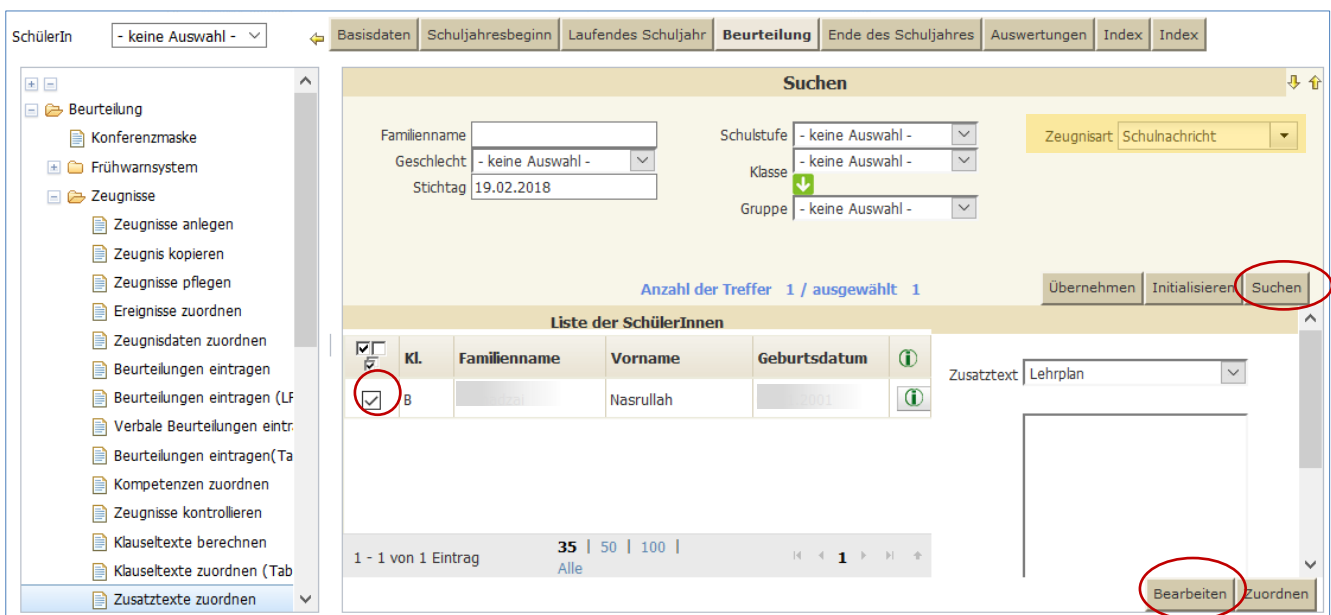 SchülerIn - keine Auswahl - Basisdaten Schuljahresbeginn Laufendes Schuljahr Beurteilung Ende des Schuljahres Auswertungen Index Index
Beurteilung
Konferenzmaske
Frühwarnsystem
Zeugnisse
Zeugnisse anlegen
Zeugnis kopieren
Zeugnisse pflegen
Ereignisse zuordnen
Zeugnisdaten zuordnen
Beurteilungen eintragen
Beurteilungen eintragen (LF
Verbale Beurteilungen eintr
Beurteilungen eintragen(Ta
Kompetenzen zuordnen
Zeugnisse kontrollieren
Klauseltexte berechnen
Klauseltexte zuordnen (Tab
Zusatztexte zuordnen
Suchen
Familienname
Geschlecht - keine Auswahl -
Stichtag 19.02.2018
Schulstufe - keine Auswahl -
Klasse - keine Auswahl -
Gruppe - keine Auswahl -
Zeugnisart Schulnachricht
Anzahl der Treffer 1 / ausgewählt 1
Übernehmen Initialisieren Suchen
Liste der SchülerInnen
Kl. Familienname Vorname Geburtsdatum
B Nasrullah 2001
1 - 1 von 1 Eintrag 35 | 50 | 100 |
Alle
1
Zusatztext Lehrplan
Bearbeiten Zuordnen